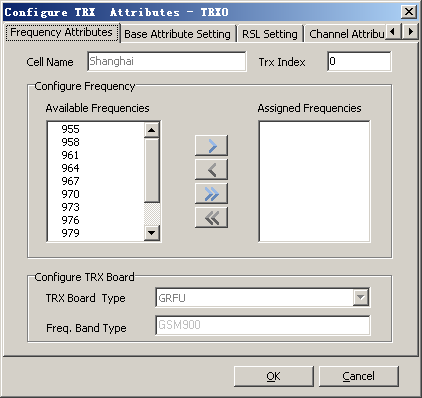 Configure TRX Attributes - TRX0
Frequency Attributes Base Attribute Setting RSL Setting Channel Attribu
Cell Name Shanghai Trx Index 0
Configure Frequency
Available Frequencies Assigned Frequencies
955
958
961
964
967
970
973
976
979
Configure TRX Board
TRX Board Type GRFU
Freq. Band Type GSM900
OK Cancel